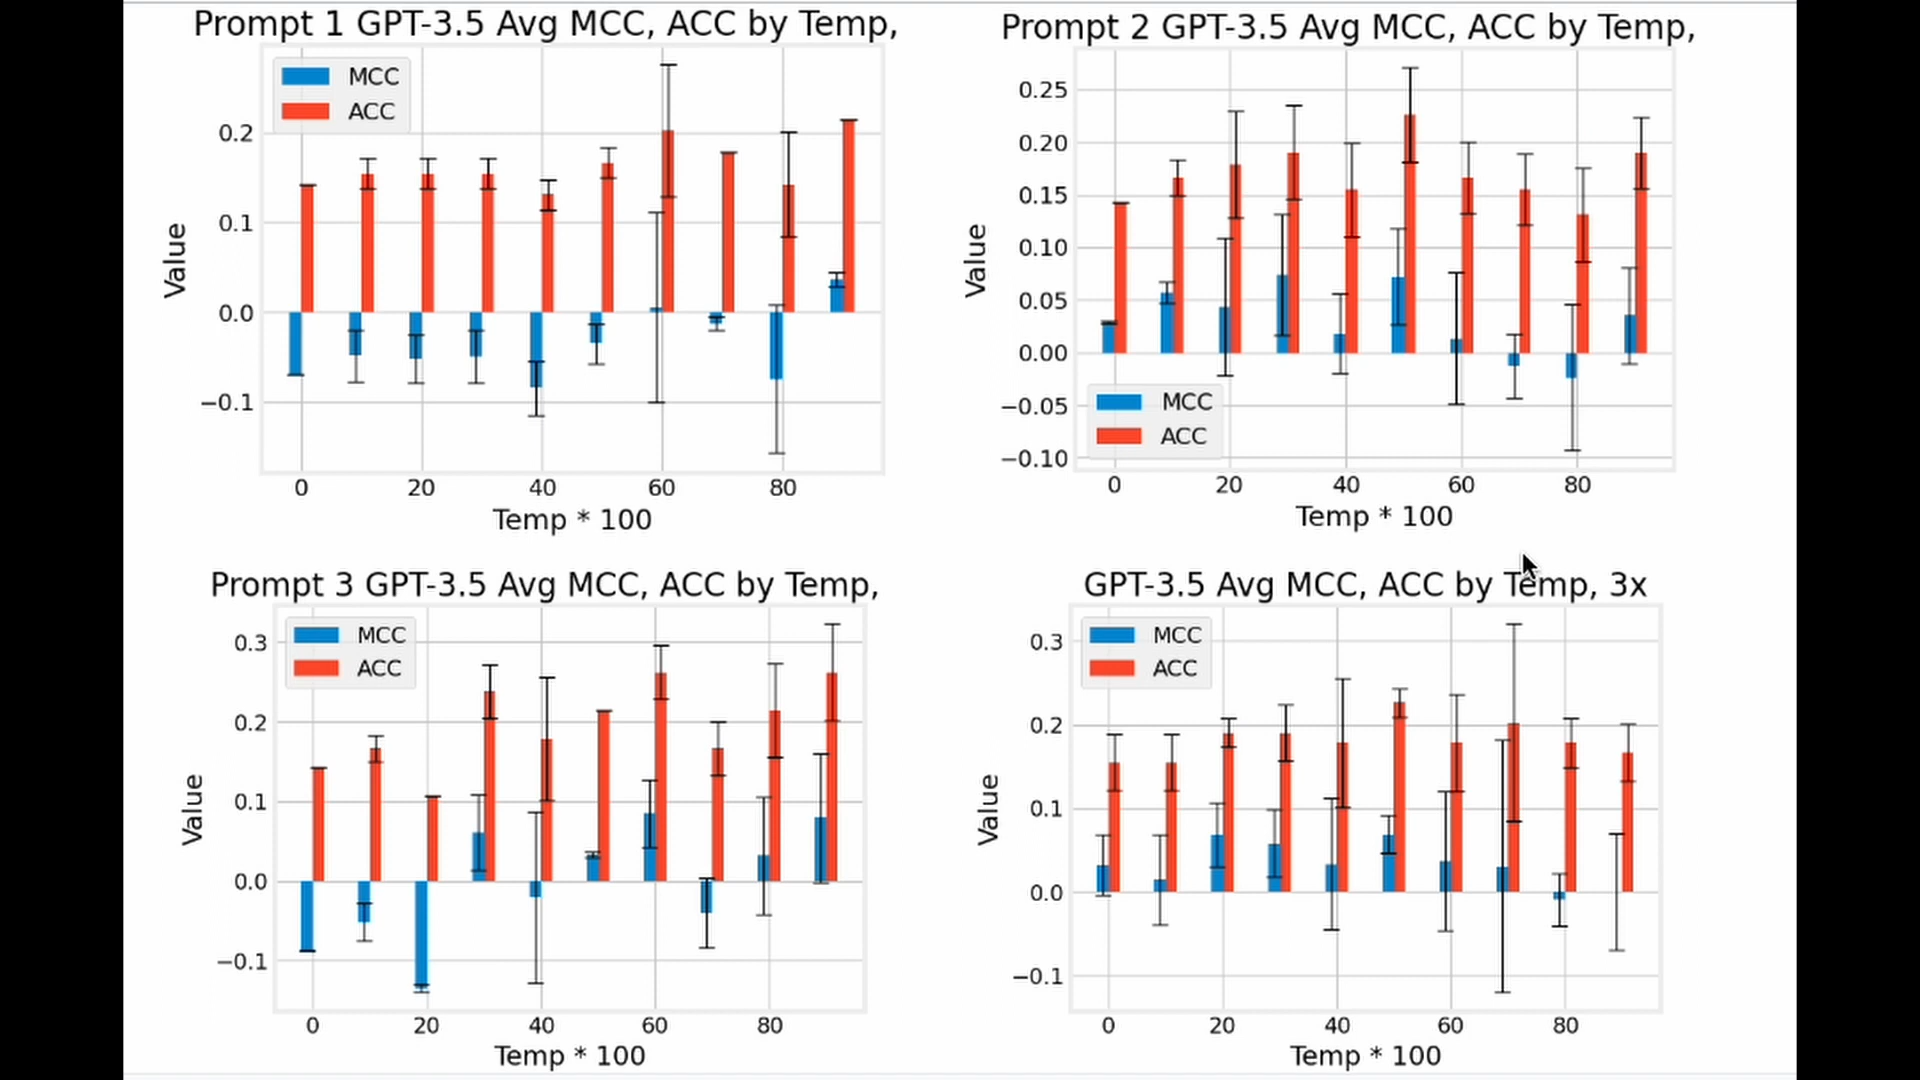 Prompt 1 GPT-3.5 Avg MCC, ACC by Temp,
MCC
ACC
0.2
0.1
0.0
−0.1
Value
0 20 40 60 80
Temp * 100
Prompt 2 GPT-3.5 Avg MCC, ACC by Temp,
0.25
0.20
0.15
0.10
0.05
0.00
−0.05
−0.10
Value
MCC
ACC
0 20 40 60 80
Temp * 100
Prompt 3 GPT-3.5 Avg MCC, ACC by Temp,
MCC
ACC
0.3
0.2
0.1
0.0
−0.1
Value
0 20 40 60 80
Temp * 100
GPT-3.5 Avg MCC, ACC by Temp, 3x
MCC
ACC
0.3
0.2
0.1
0.0
−0.1
Value
0 20 40 60 80
Temp * 100